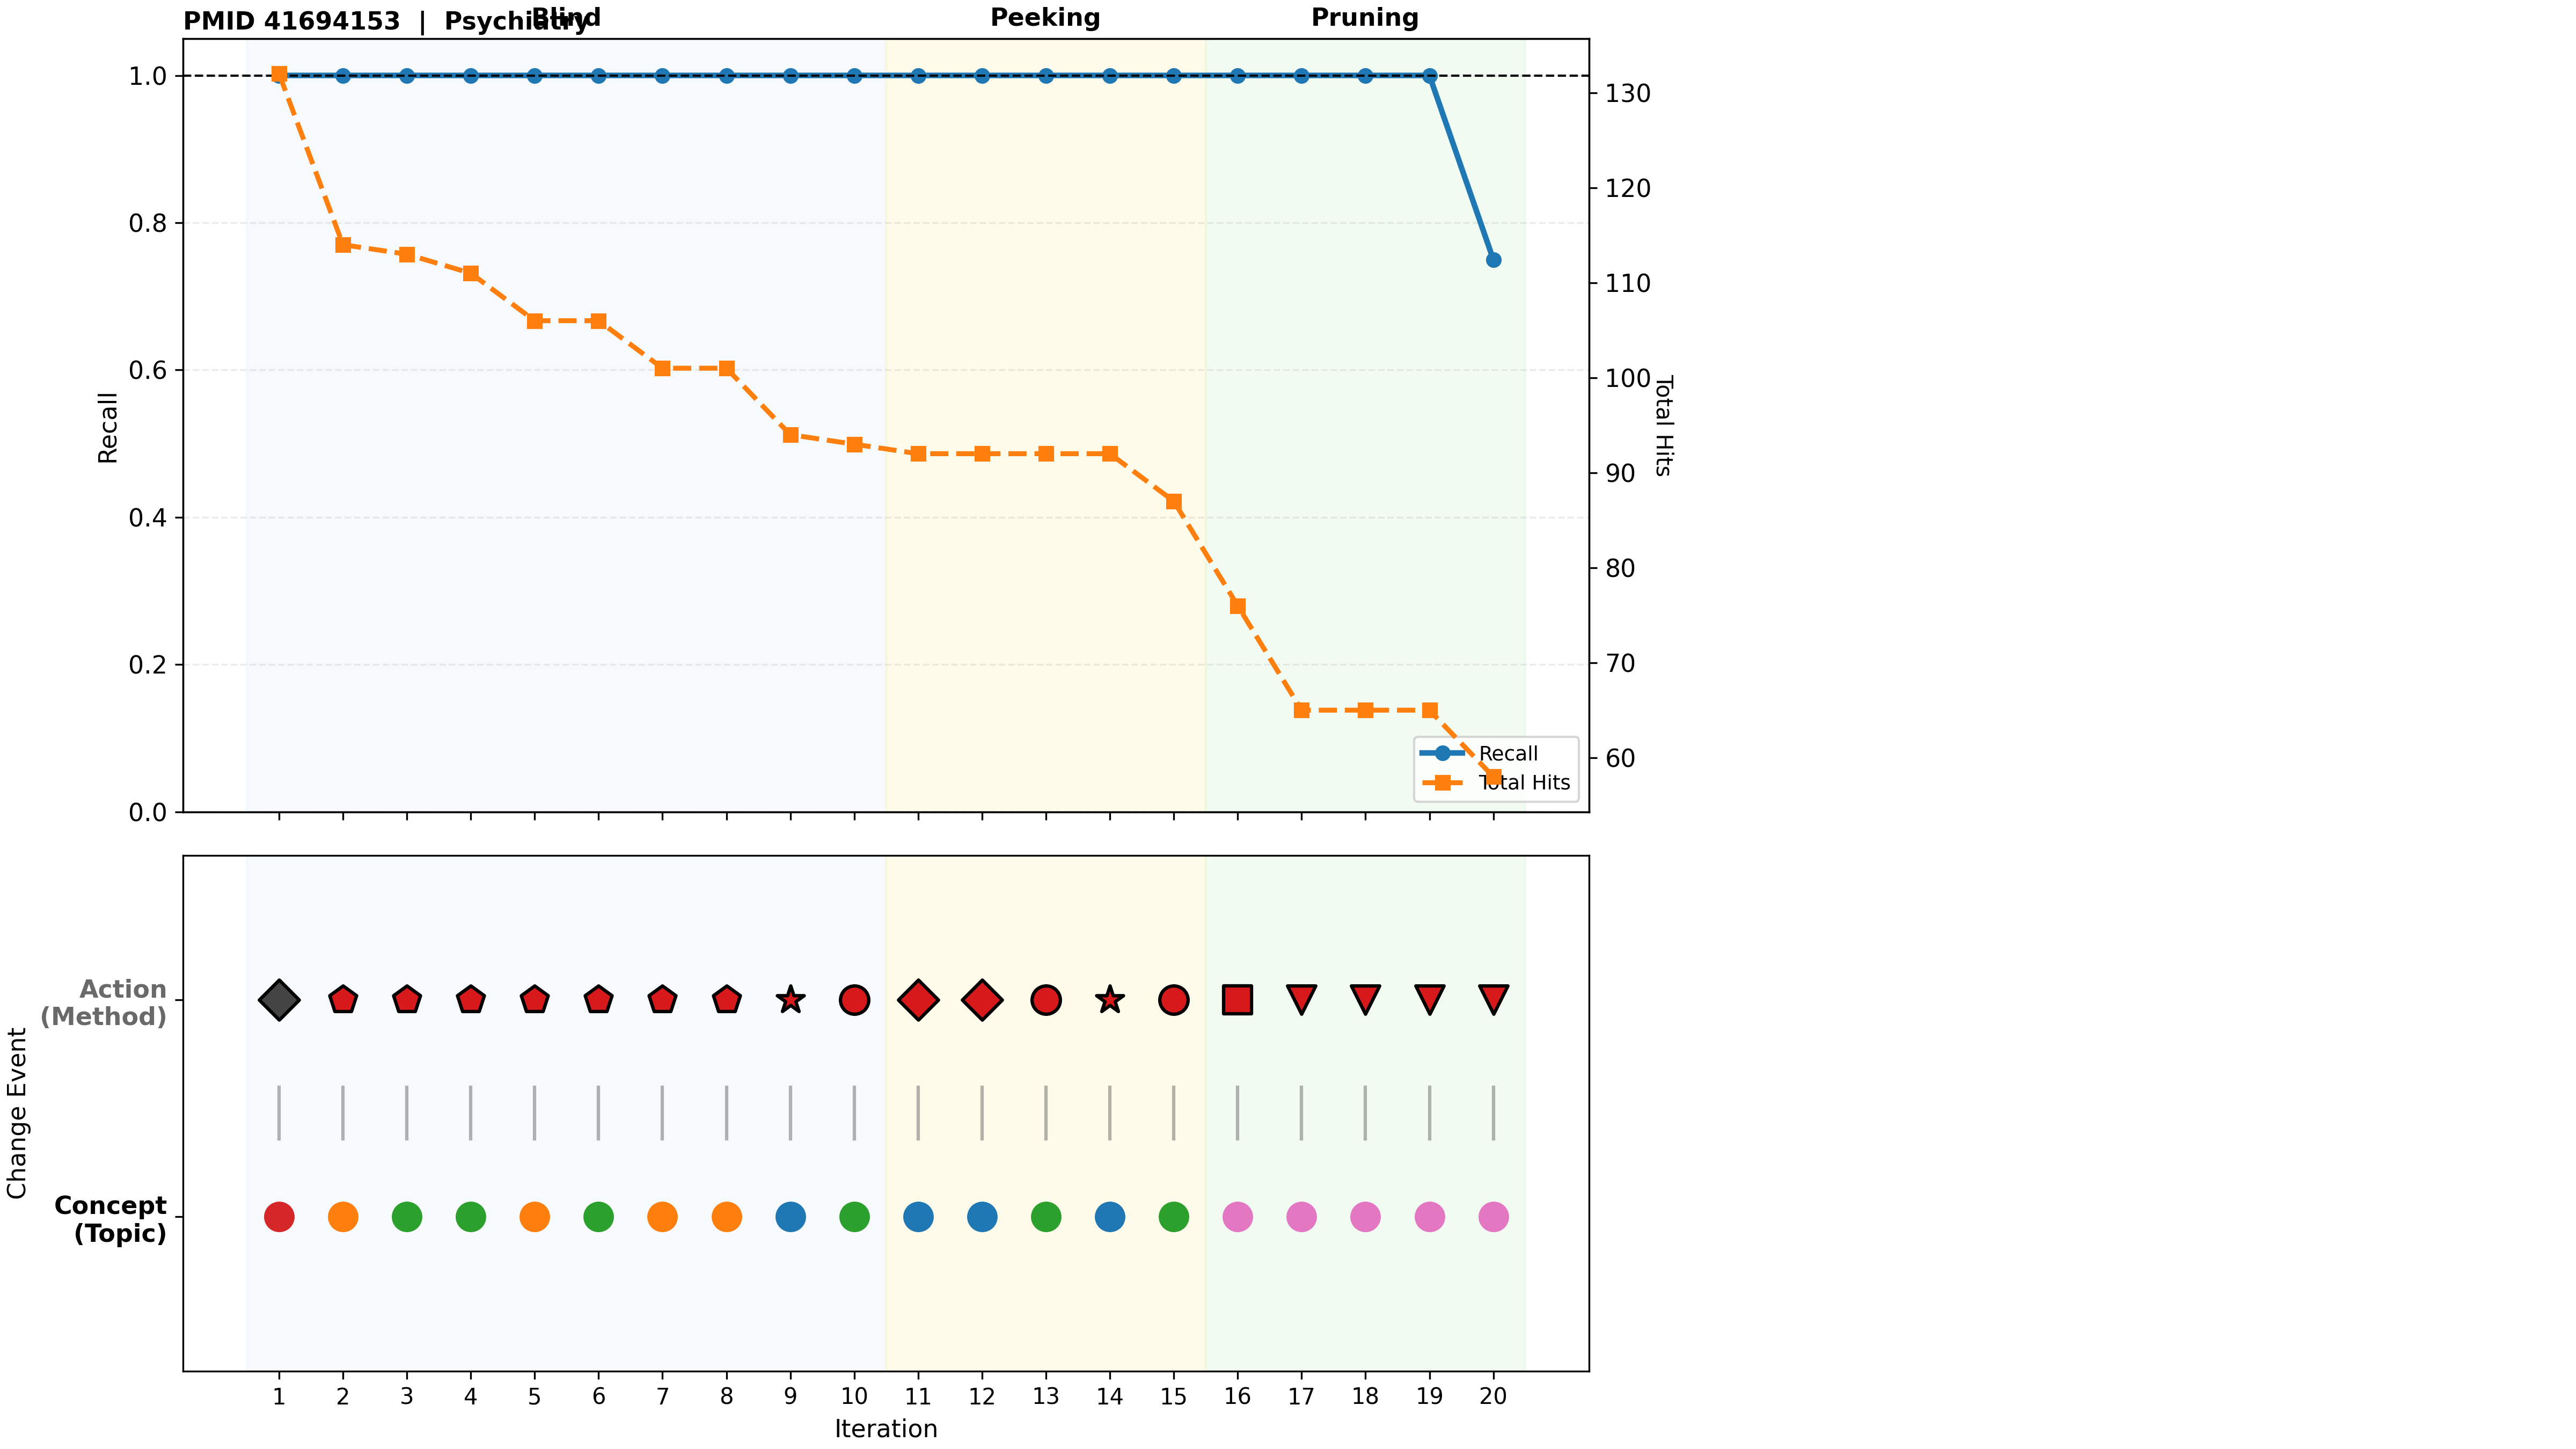 PMID 41694153 | Psychiatry
Blind
Peeking
Pruning
1.0
0.8
0.6
0.4
0.2
0.0
Recall
130
120
110
100
90
80
70
60
Total Hits
Recall
Total Hits
Action
(Method)
Concept
(Topic)
Change Event
1 2 3 4 5 6 7 8 9 10 11 12 13 14 15 16 17 18 19 20
Iteration